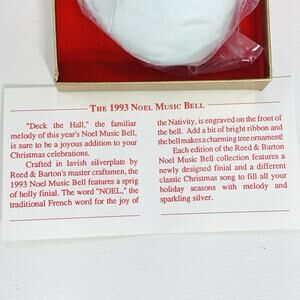 THE 1993 NOEL MUSIC BELL
"Deck the Hall," the familiar
melody of this year's Noel Music Bell,
is sure to be a joyous addition to your
Christmas celebrations.
Crafted in lavish silverplate by
Reed & Barton's master craftsmen, the
1993 Noel Music Bell features a sprig
of holly finial. The word "NOEL," the
traditional French word for the joy of
the Nativity, is engraved on the front of
the bell. Add a bit of bright ribbon and
the bell makes a charming tree ornament!
Each edition of the Reed & Barton
Noel Music Bell collection features a
newly designed finial and a different
classic Christmas song to fill all your
holiday seasons with melody and
sparkling silver.